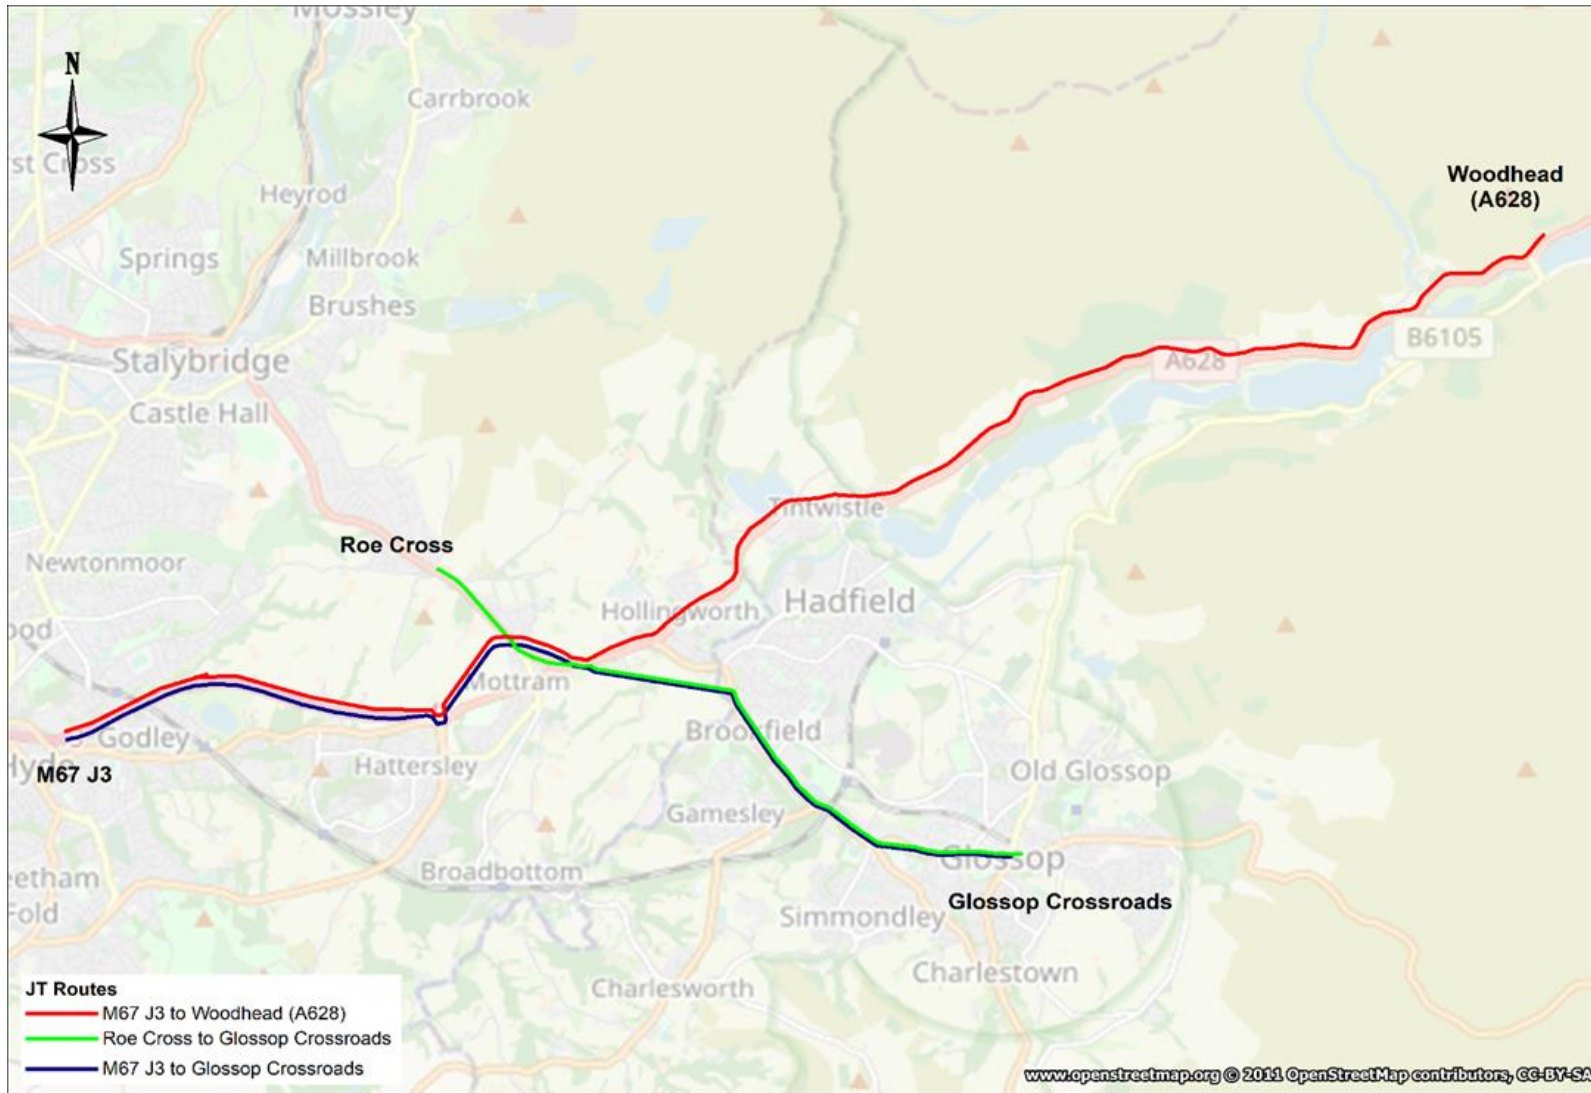 Mossley
N
Carrbrook
rst Cross
Heyrod
Woodhead
(A628)
Springs
Millbrook
Brushes
B6105
Stalybridge
A628
Castle Hall
Tintwistle
Roe Cross
Newtonmoor
Hollingworth
Hadfield
ood
Mottram
Godley
Brookfield
Hyde
M67 J3
Hattersley
Old Glossop
Gamesley
Glossop
Broadbottom
eetham
Fold
Glossop Crossroads
Simmondley
Charlestown
Charlesworth
JT Routes
M67 J3 to Woodhead (A628)
Roe Cross to Glossop Crossroads
M67 J3 to Glossop Crossroads
www.openstreetmap.org © 2011 OpenStreetMap contributors, CC-BY-SA